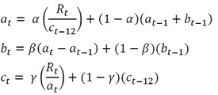 a_t = α(R_t / c_{t−12}) + (1 − α)(a_{t−1} + b_{t−1})
b_t = β(a_t − a_{t−1}) + (1 − β)(b_{t−1})
c_t = γ(R_t / a_t) + (1 − γ)(c_{t−12})